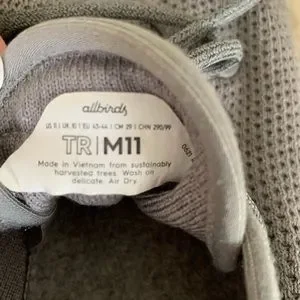 allbirds
US 11 | UK 10 | EU 43-44 | CM 29 | CHN 290/99
TR | M11
Made in Vietnam from sustainably
harvested trees. Wash on
delicate. Air Dry.